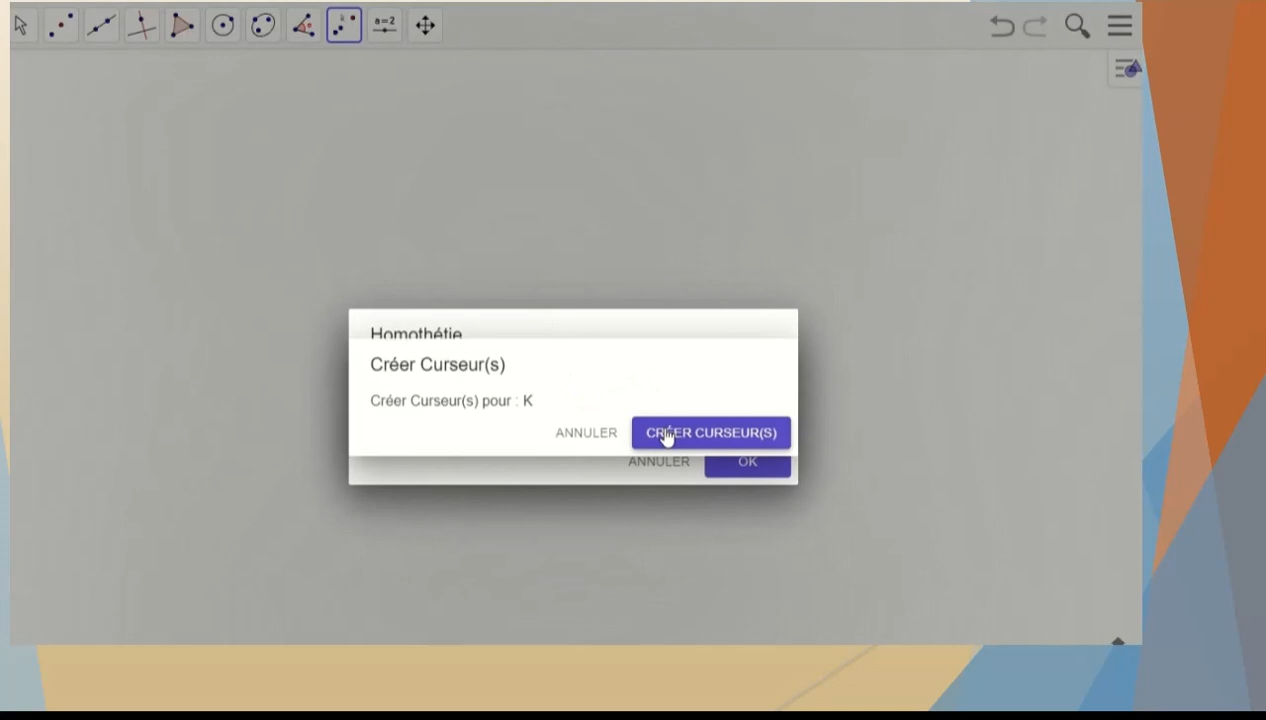 a=2
Homothétie
Créer Curseur(s)
Créer Curseur(s) pour : K
ANNULER CRÉER CURSEUR(S)
ANNULER OK